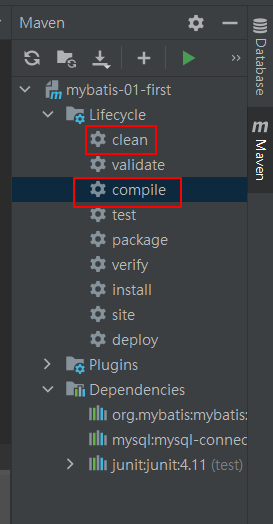 Maven
mybatis-01-first
Lifecycle
clean
validate
compile
test
package
verify
install
site
deploy
Plugins
Dependencies
org.mybatis:mybatis:
mysql:mysql-connec
junit:junit:4.11 (test)
Database
m Maven